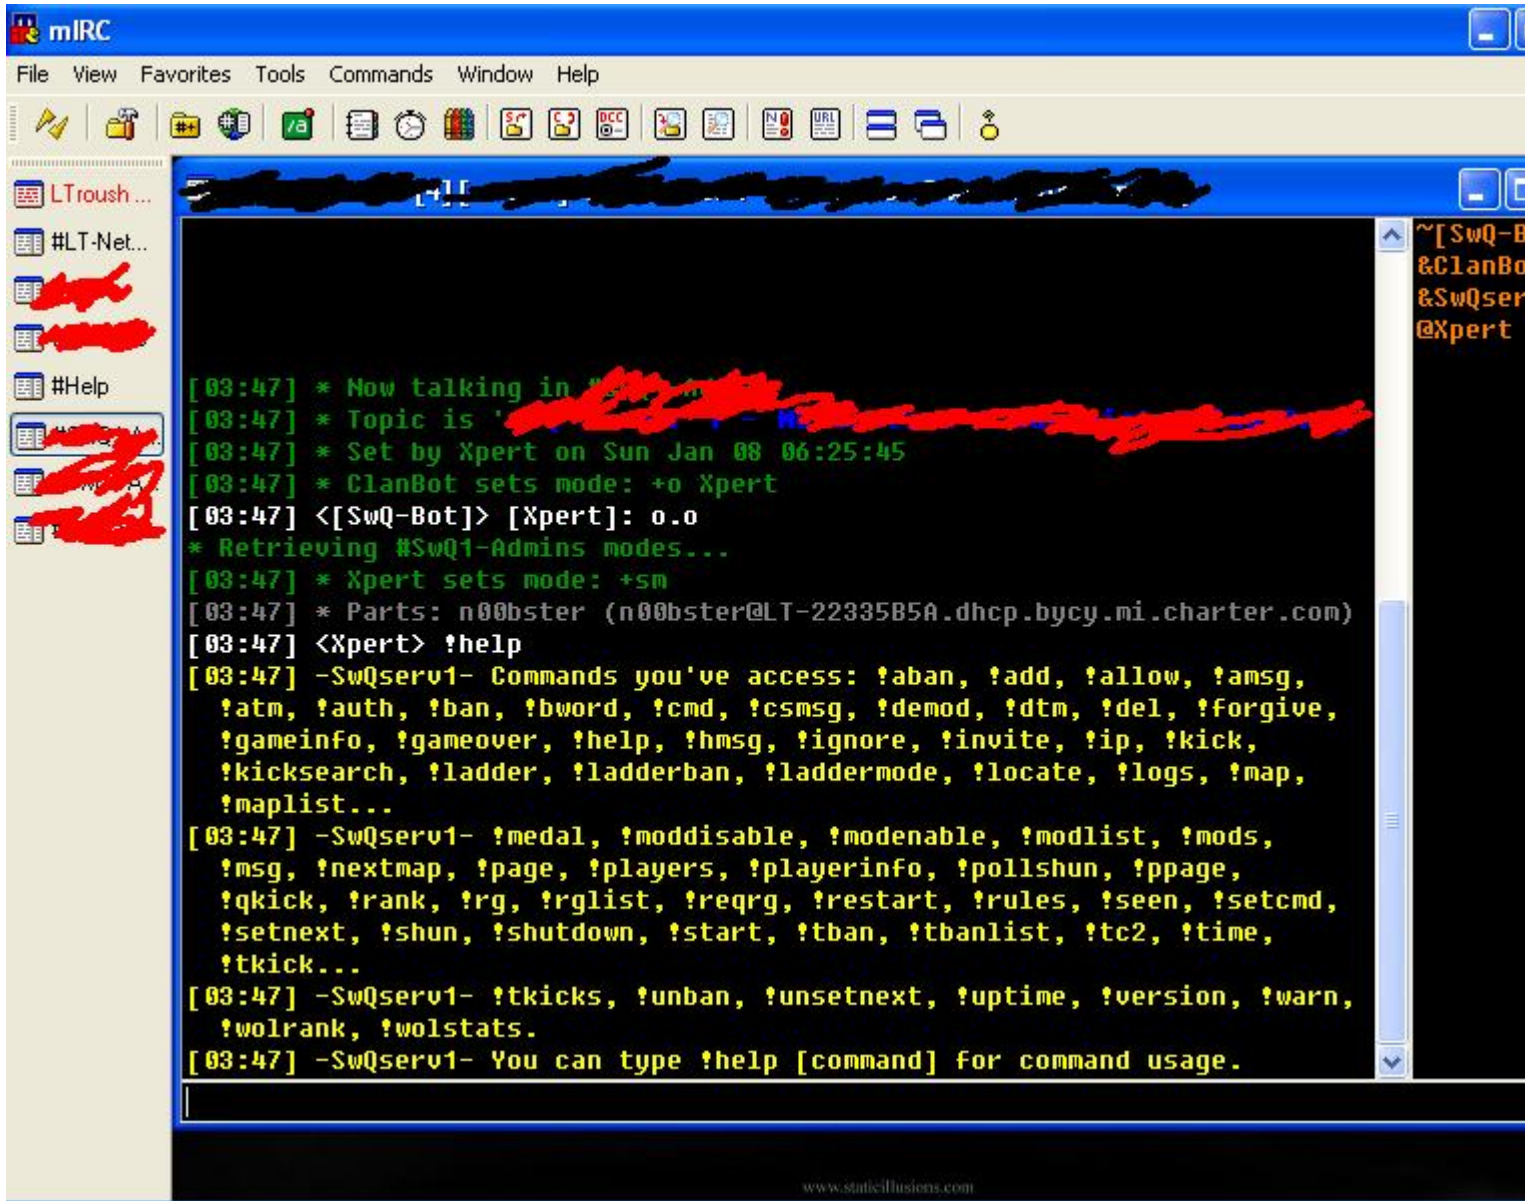 mIRC
File View Favorites Tools Commands Window Help
LTroush ...
#LT-Net...
#Help
[03:47] * Now talking in
[03:47] * Topic is '
[03:47] * Set by Xpert on Sun Jan 08 06:25:45
[03:47] * ClanBot sets mode: +o Xpert
[03:47] <[SwQ-Bot]> [Xpert]: o.o
* Retrieving #SwQ1-Admins modes...
[03:47] * Xpert sets mode: +sm
[03:47] * Parts: n00bster (n00bster@LT-22335B5A.dhcp.bycy.mi.charter.com)
[03:47] <Xpert> !help
[03:47] -SwQserv1- Commands you've access: !aban, !add, !allow, !amsg,
!atm, !auth, !ban, !bword, !cmd, !csmsg, !demod, !dtm, !del, !forgive,
!gameinfo, !gameover, !help, !hmsg, !ignore, !invite, !ip, !kick,
!kicksearch, !ladder, !ladderban, !laddermode, !locate, !logs, !map,
!maplist...
[03:47] -SwQserv1- !medal, !moddisable, !modenable, !modlist, !mods,
!msg, !nextmap, !page, !players, !playerinfo, !pollshun, !ppage,
!qkick, !rank, !rg, !rglist, !reqrg, !restart, !rules, !seen, !setcmd,
!setnext, !shun, !shutdown, !start, !tban, !tbanlist, !tc2, !time,
!tkick...
[03:47] -SwQserv1- !tkicks, !unban, !unsetnext, !uptime, !version, !warn,
!wolrank, !wolstats.
[03:47] -SwQserv1- You can type !help [command] for command usage.
~[SwQ-B
&ClanBo
&SwQser
@Xpert
www.staticillusions.com